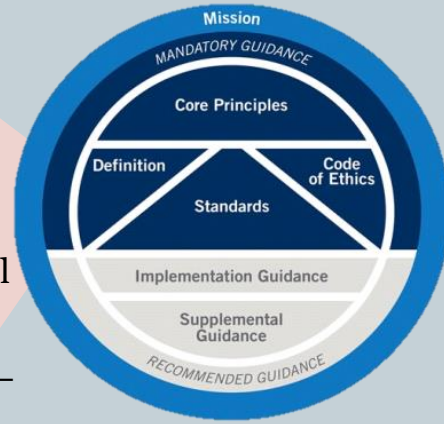 Mission
MANDATORY GUIDANCE
Core Principles
Definition
Code
of Ethics
Standards
l
Implementation Guidance
Supplemental
Guidance
–
RECOMMENDED GUIDANCE